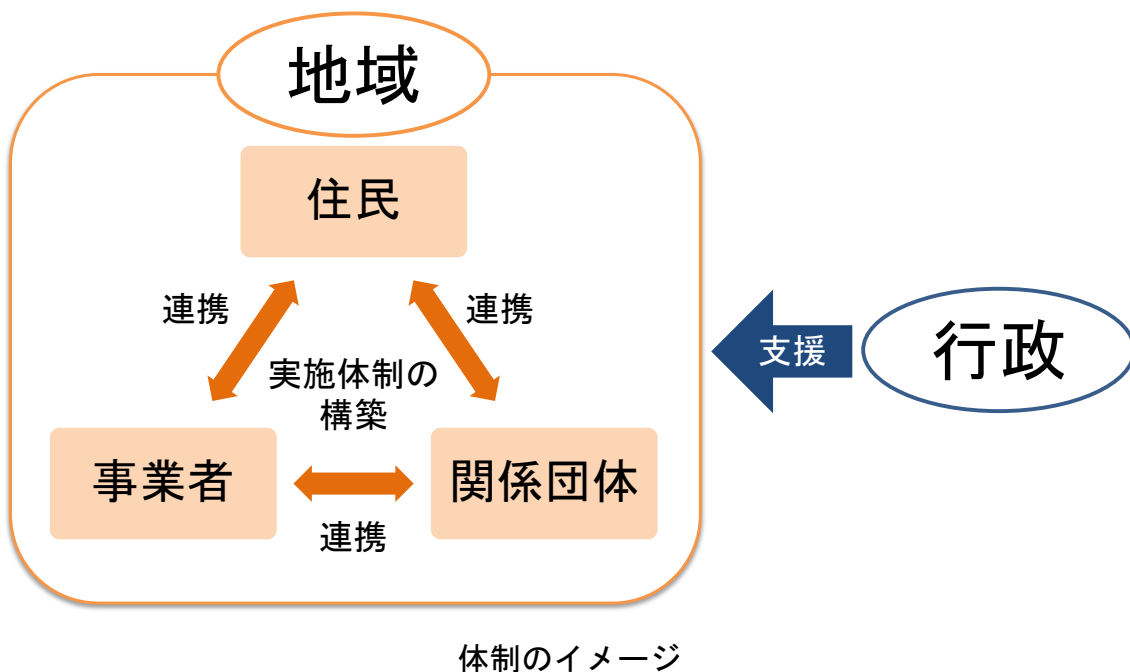 地域
住民
連携
連携
実施体制の
構築
支援
行政
事業者
関係団体
連携
体制のイメージ